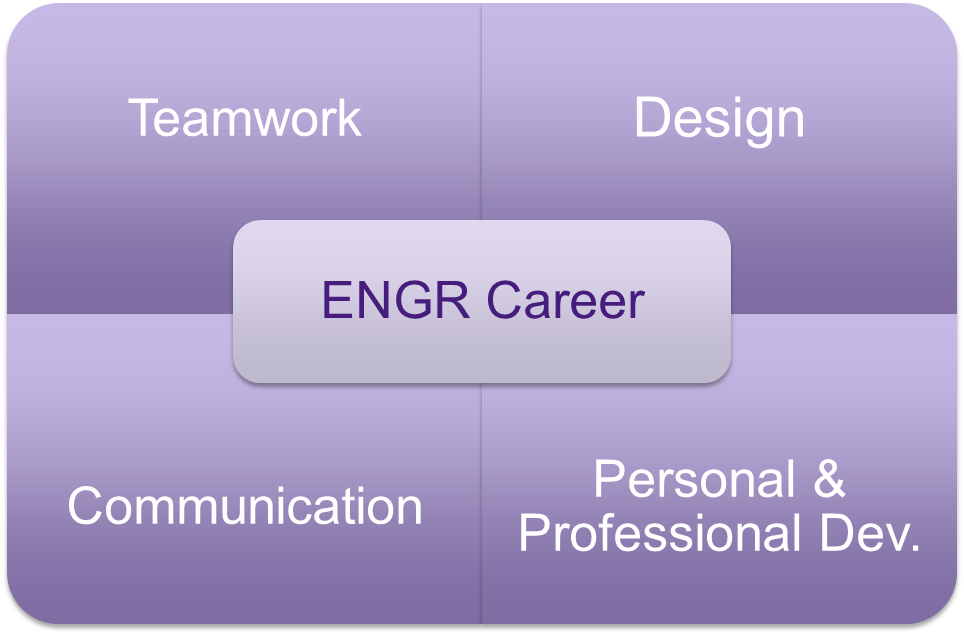 Teamwork
Design
ENGR Career
Communication
Personal &
Professional Dev.